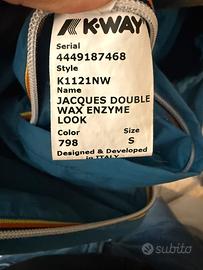 K-WAY
Serial
4449187468
Style
K1121NW
Name
JACQUES DOUBLE
WAX ENZYME
LOOK
Color Size
798 S
Designed & Developed
in ITALY
subito